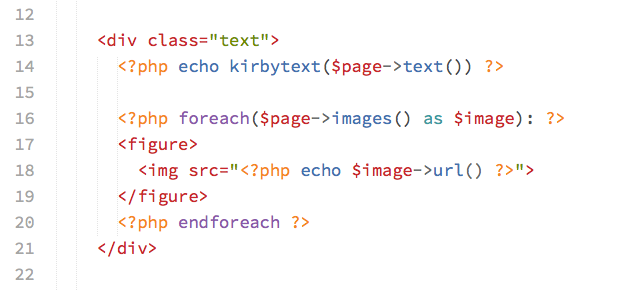 12
13 <div class="text">
14 <?php echo kirbytext($page->text()) ?>
15
16 <?php foreach($page->images() as $image): ?>
17 <figure>
18 <img src="<?php echo $image->url() ?>">
19 </figure>
20 <?php endforeach ?>
21 </div>
22